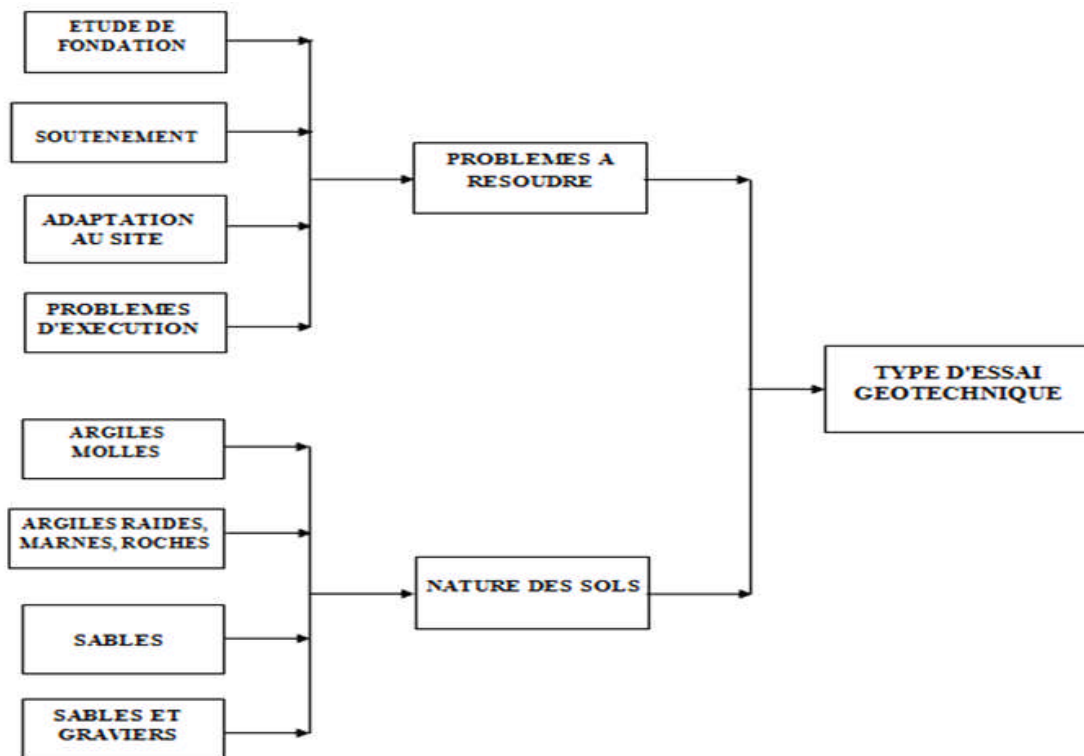 ETUDE DE
FONDATION
SOUTENEMENT
ADAPTATION
AU SITE
PROBLEMES
D'EXECUTION
PROBLEMES A
RESOUDRE
TYPE D'ESSAI
GEOTECHNIQUE
ARGILES
MOLLES
ARGILES RAIDES,
MARNES, ROCHES
SABLES
SABLES ET
GRAVIERS
NATURE DES SOLS